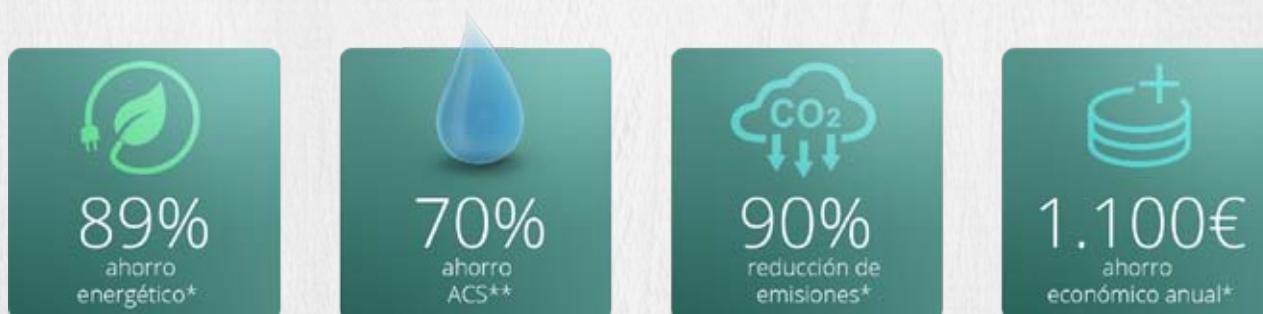 89%
ahorro
energético*
70%
ahorro
ACS**
CO2
90%
reducción de
emisiones*
1.100€
ahorro
económico anual*